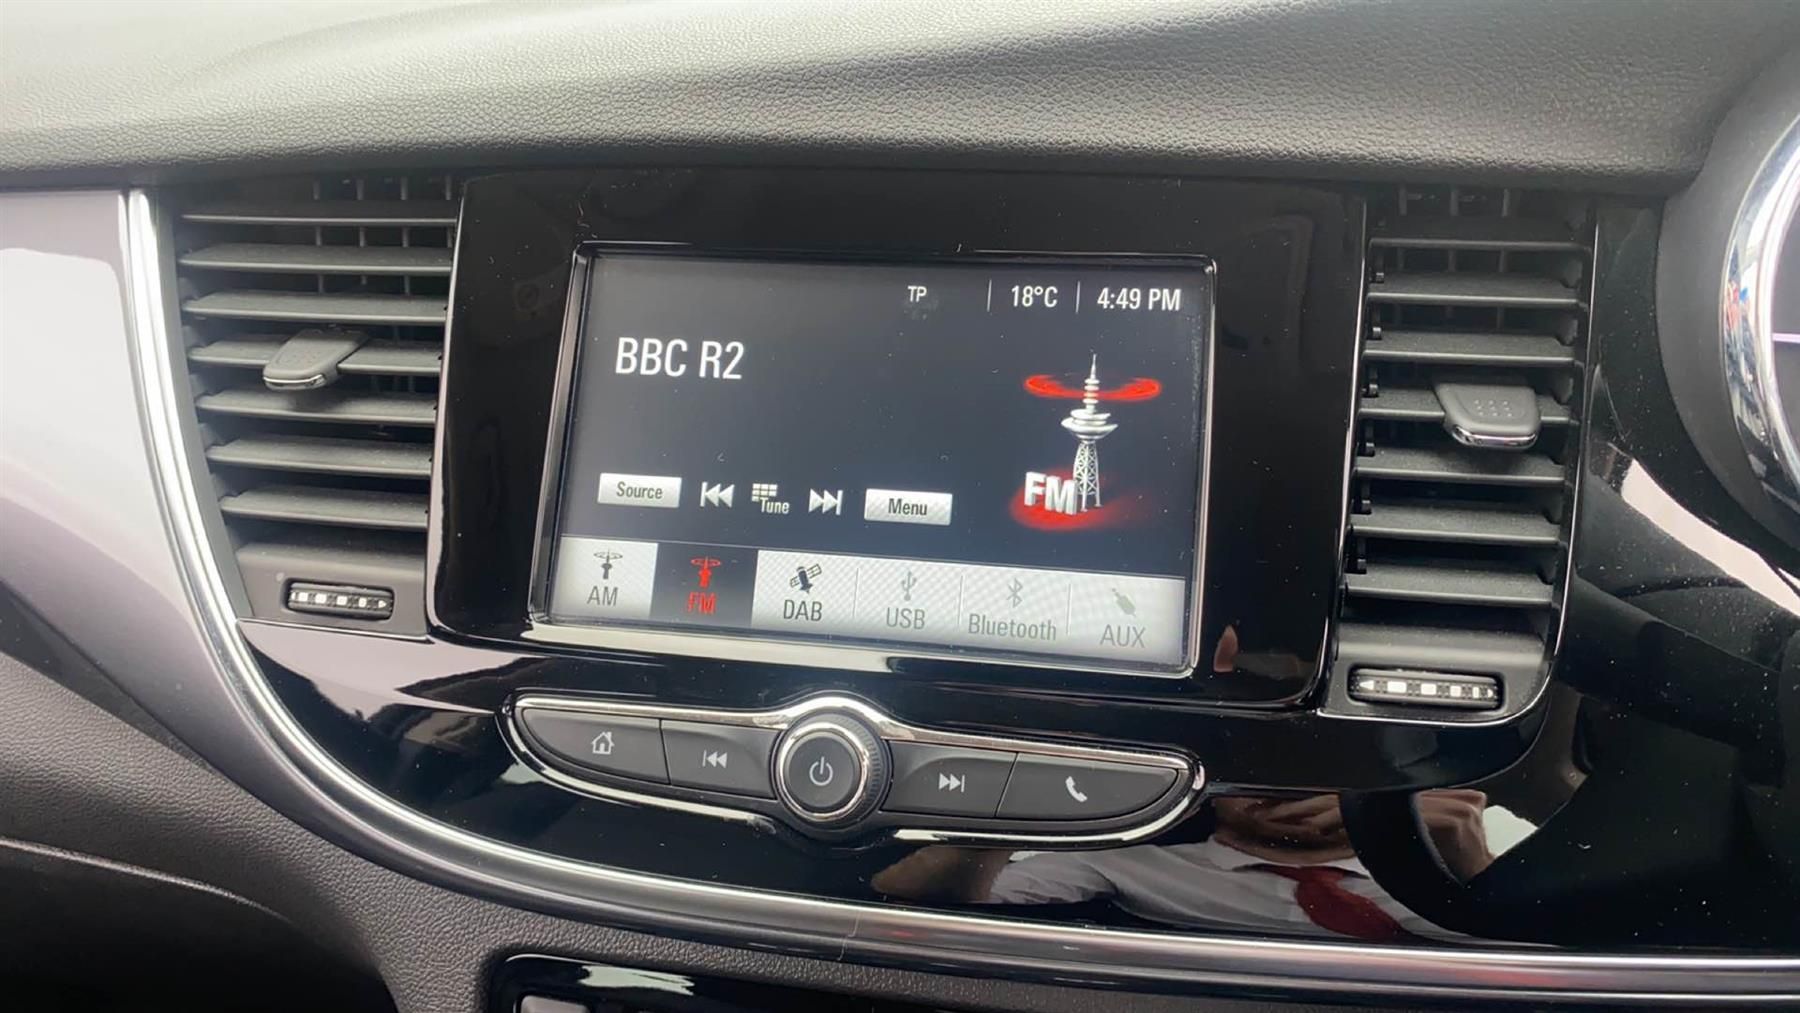 TP 18°C 4:49 PM
BBC R2
FM
Source Tune Menu
AM FM DAB USB Bluetooth AUX